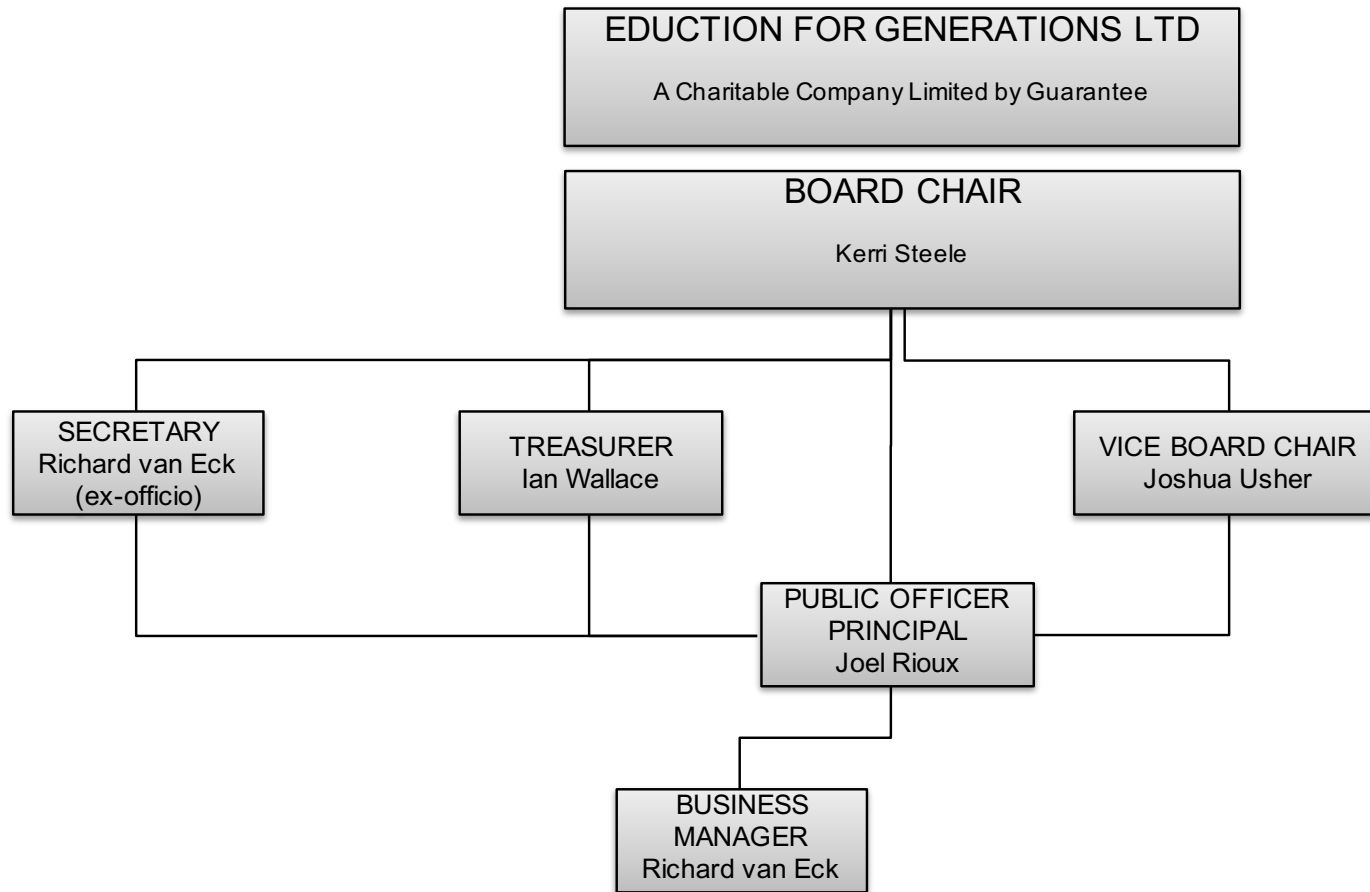 EDUCTION FOR GENERATIONS LTD
A Charitable Company Limited by Guarantee
BOARD CHAIR
Kerri Steele
SECRETARY
Richard van Eck
(ex-officio)
TREASURER
Ian Wallace
VICE BOARD CHAIR
Joshua Usher
PUBLIC OFFICER
PRINCIPAL
Joel Rioux
BUSINESS
MANAGER
Richard van Eck